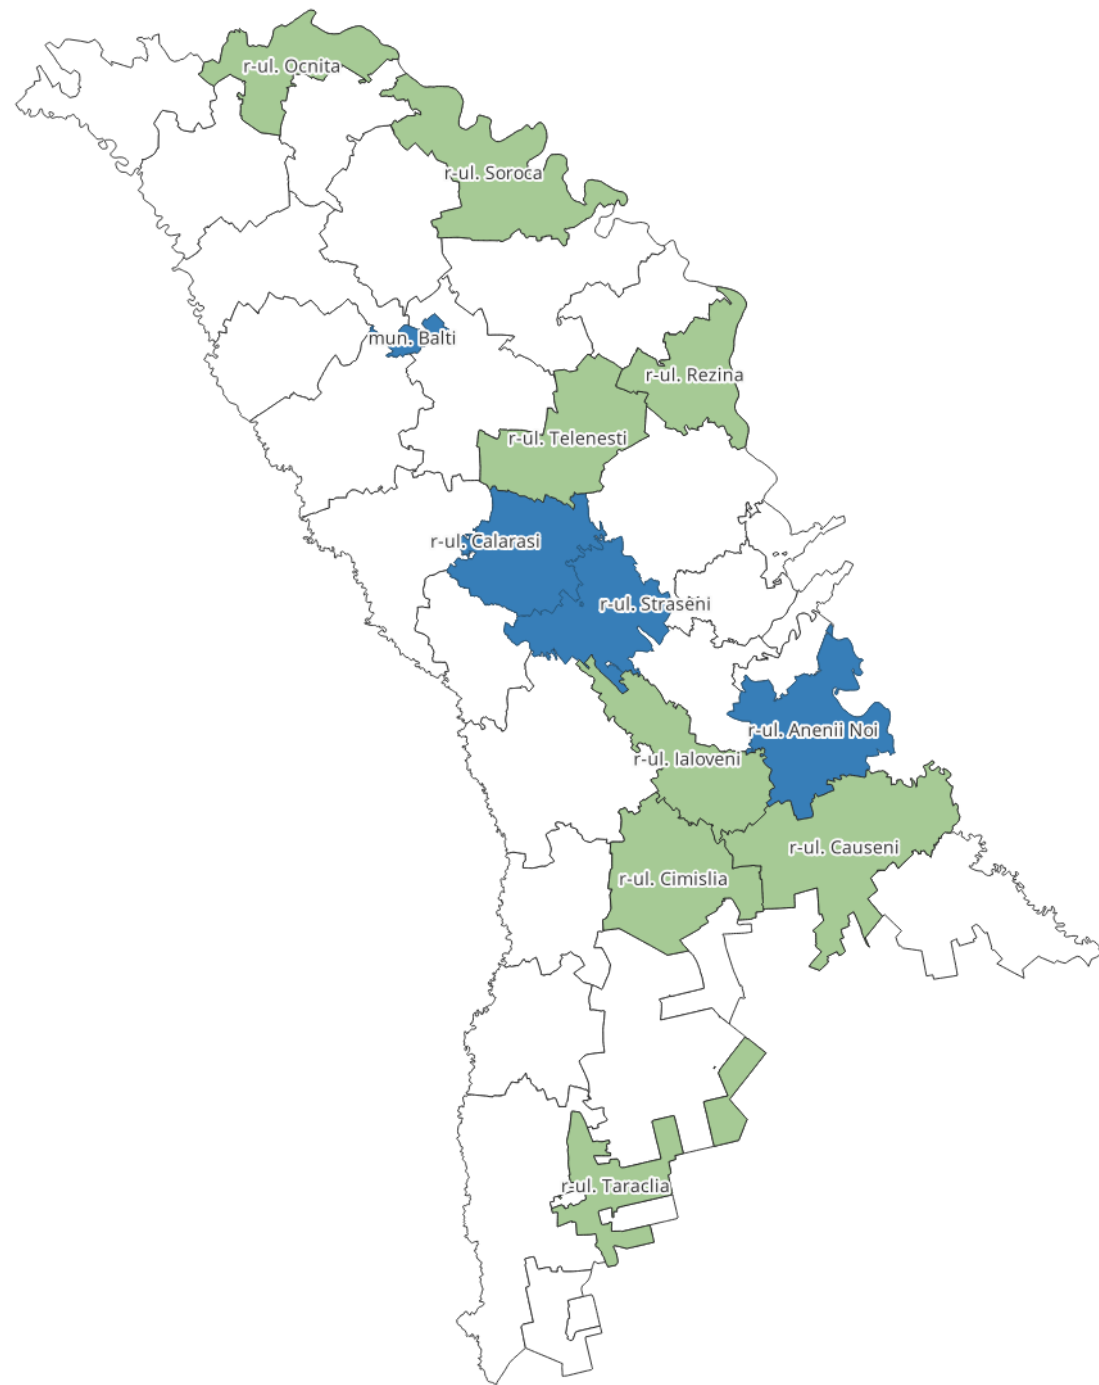 r-ul. Ocnita
r-ul. Soroca
mun. Balti
r-ul. Rezina
r-ul. Telenesti
r-ul. Calarasi
r-ul. Straseni
r-ul. Anenii Noi
r-ul. Ialoveni
r-ul. Causeni
r-ul. Cimislia
r-ul. Taraclia